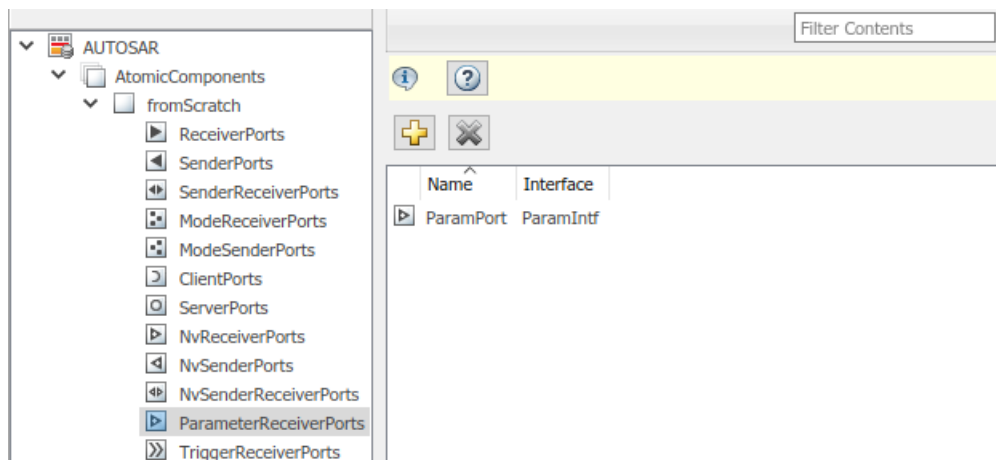 Filter Contents
AUTOSAR
AtomicComponents
fromScratch
ReceiverPorts
SenderPorts
SenderReceiverPorts
ModeReceiverPorts
ModeSenderPorts
ClientPorts
ServerPorts
NvReceiverPorts
NvSenderPorts
NvSenderReceiverPorts
ParameterReceiverPorts
TriggerReceiverPorts
Name Interface
ParamPort ParamIntf